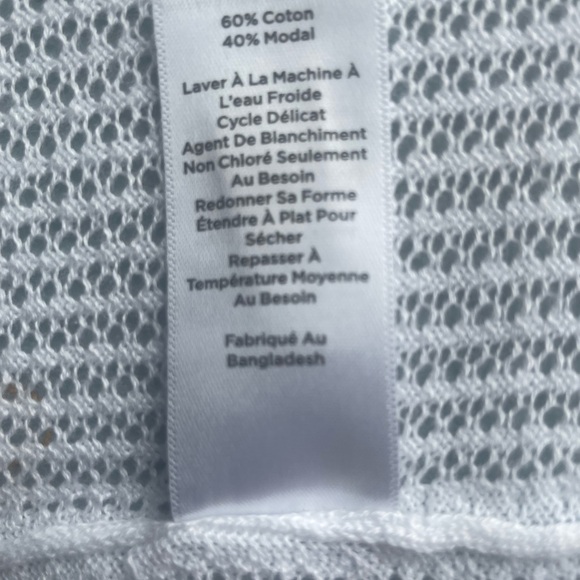 60% Coton
40% Modal
Laver À La Machine À
L'eau Froide
Cycle Délicat
Agent De Blanchiment
Non Chloré Seulement
Au Besoin
Redonner Sa Forme
Étendre À Plat Pour
Sécher
Repasser À
Température Moyenne
Au Besoin
Fabriqué Au
Bangladesh